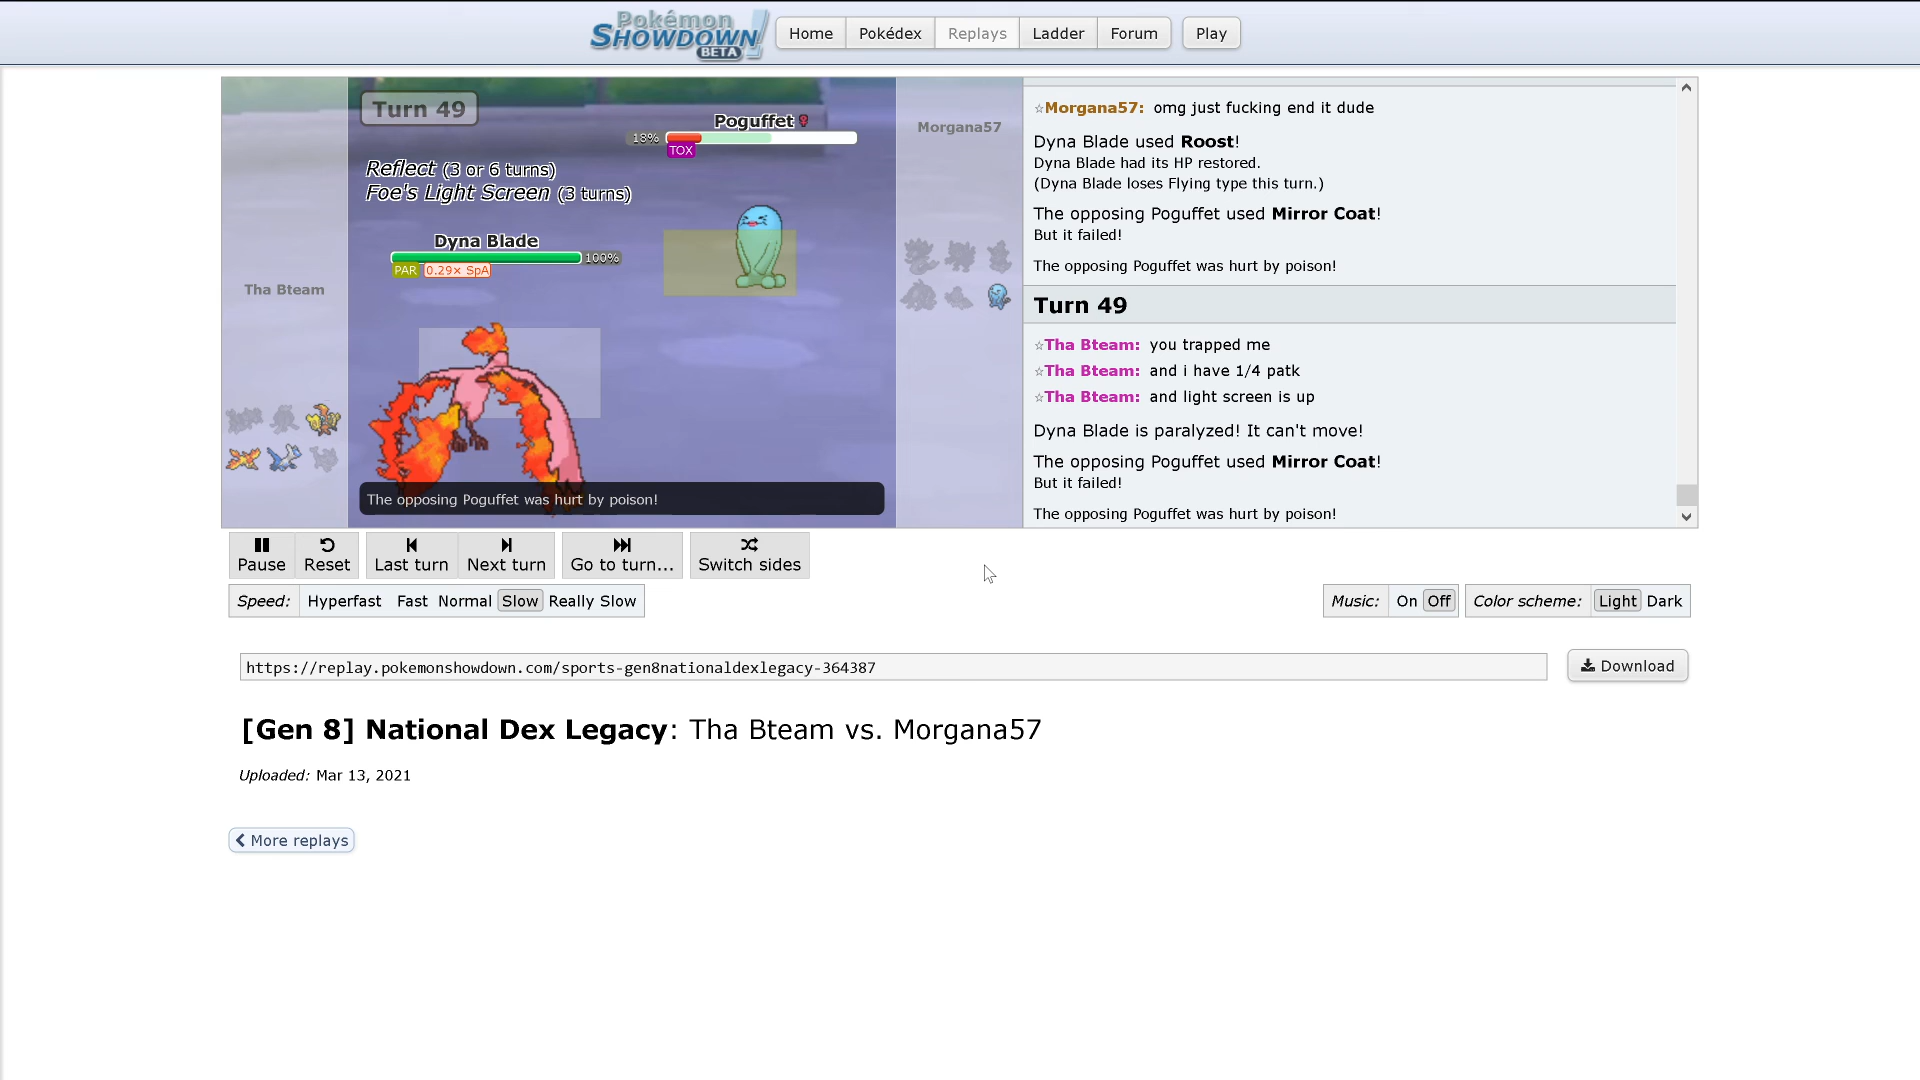 Pokémon
SHOWDOWN!
BETA
Home
Pokédex
Replays
Ladder
Forum
Play
Turn 49
Poguffet
18%
TOX
Reflect (3 or 6 turns)
Foe's Light Screen (3 turns)
Dyna Blade
100%
PAR 0.29× SpA
Tha Bteam
Morgana57
The opposing Poguffet was hurt by poison!
☆Morgana57: omg just fucking end it dude
Dyna Blade used Roost!
Dyna Blade had its HP restored.
(Dyna Blade loses Flying type this turn.)
The opposing Poguffet used Mirror Coat!
But it failed!
The opposing Poguffet was hurt by poison!
Turn 49
☆Tha Bteam: you trapped me
☆Tha Bteam: and i have 1/4 patk
☆Tha Bteam: and light screen is up
Dyna Blade is paralyzed! It can't move!
The opposing Poguffet used Mirror Coat!
But it failed!
The opposing Poguffet was hurt by poison!
Pause
Reset
Last turn
Next turn
Go to turn...
Switch sides
Speed: Hyperfast Fast Normal Slow Really Slow
Music: On Off
Color scheme: Light Dark
https://replay.pokemonshowdown.com/sports-gen8nationaldexlegacy-364387
Download
[Gen 8] National Dex Legacy: Tha Bteam vs. Morgana57
Uploaded: Mar 13, 2021
More replays